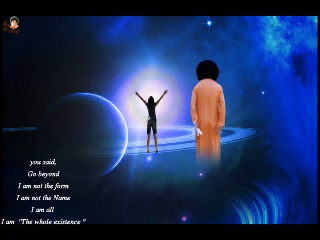 you said,
Go beyond
I am not the form
I am not the Name
I am all
I am "The whole existence "